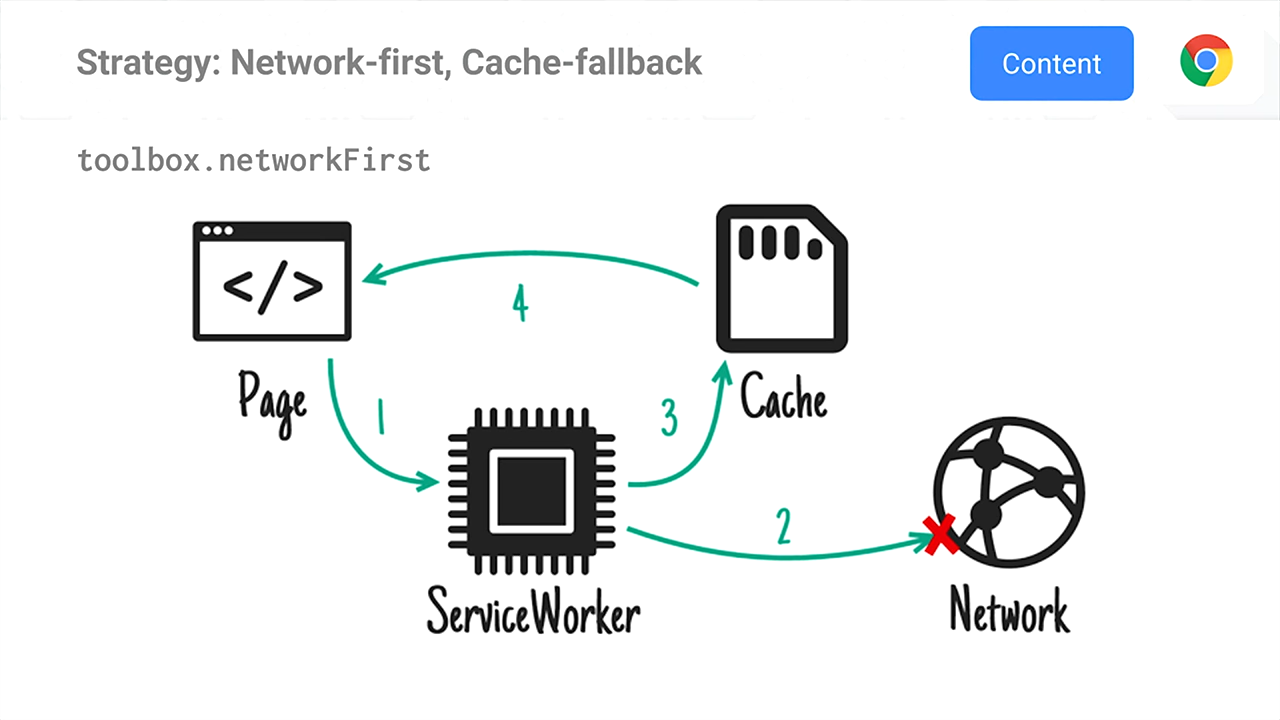 Strategy: Network-first, Cache-fallback
Content
toolbox.networkFirst
</>
4
Page
Cache
1
3
2
ServiceWorker
Network